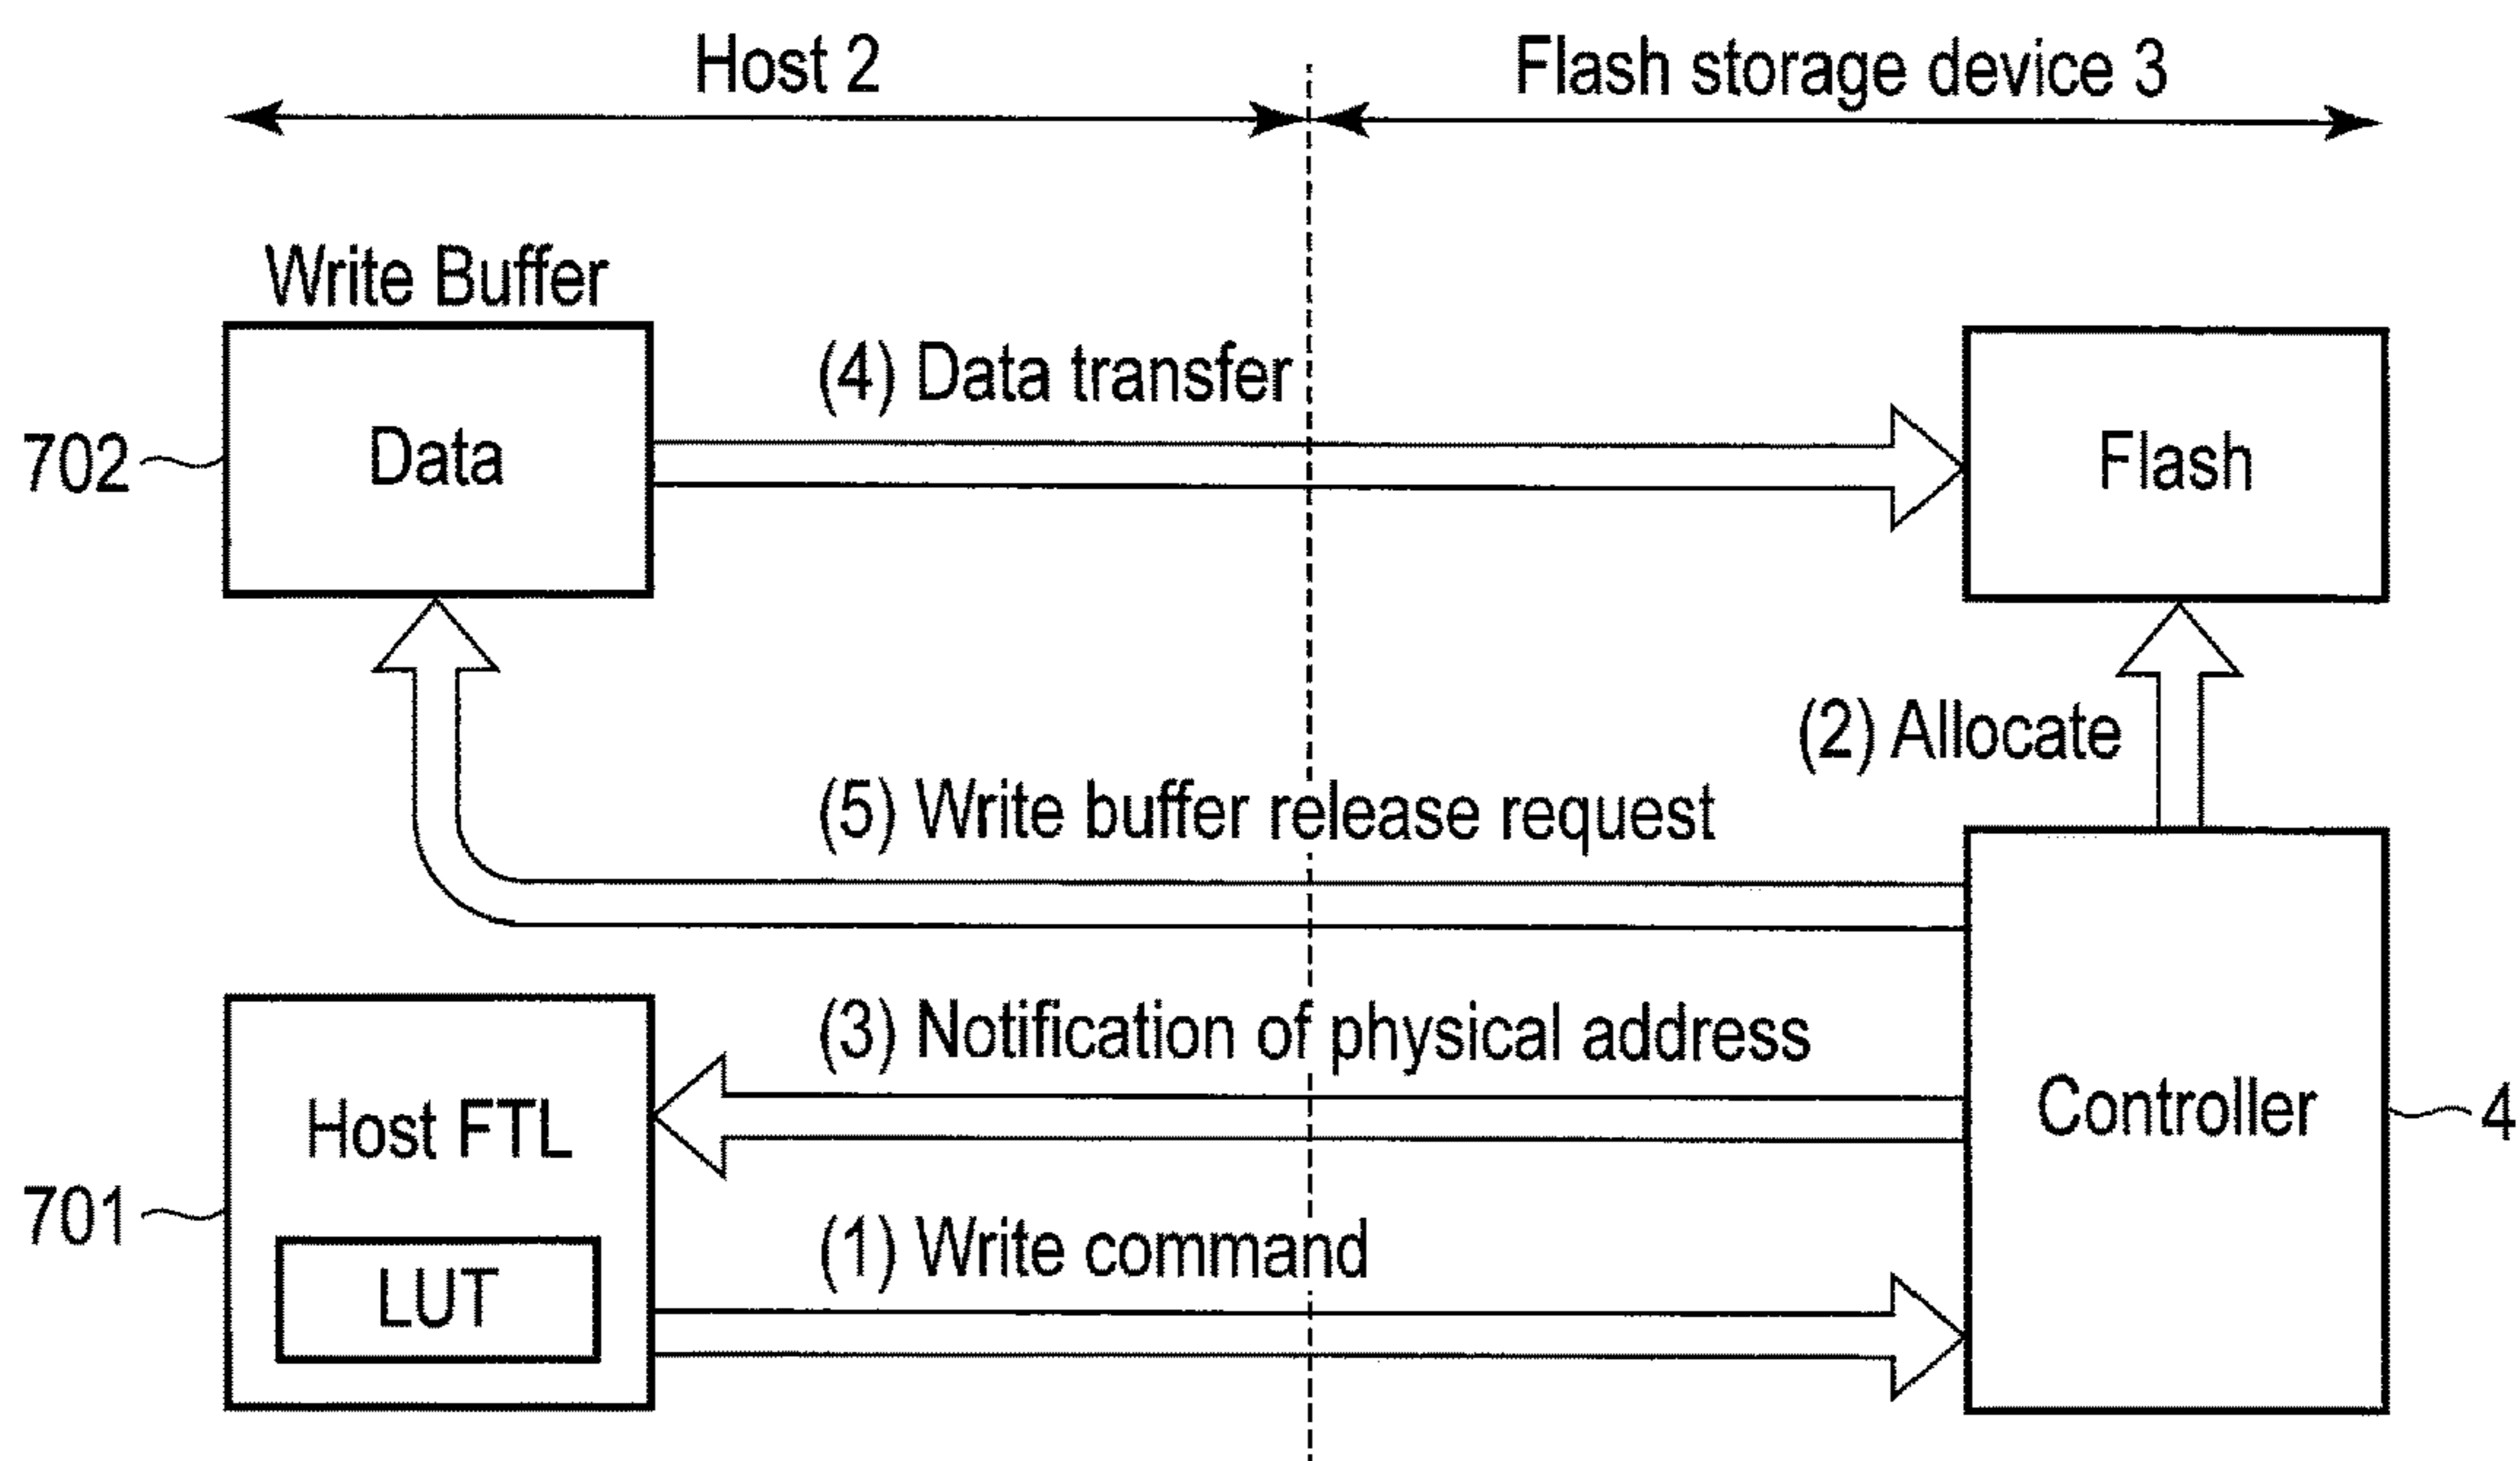 Host 2
Flash storage device 3
Write Buffer
(4) Data transfer
702
Data
Flash
(2) Allocate
(5) Write buffer release request
(3) Notification of physical address
Host FTL
Controller
4
701
(1) Write command
LUT